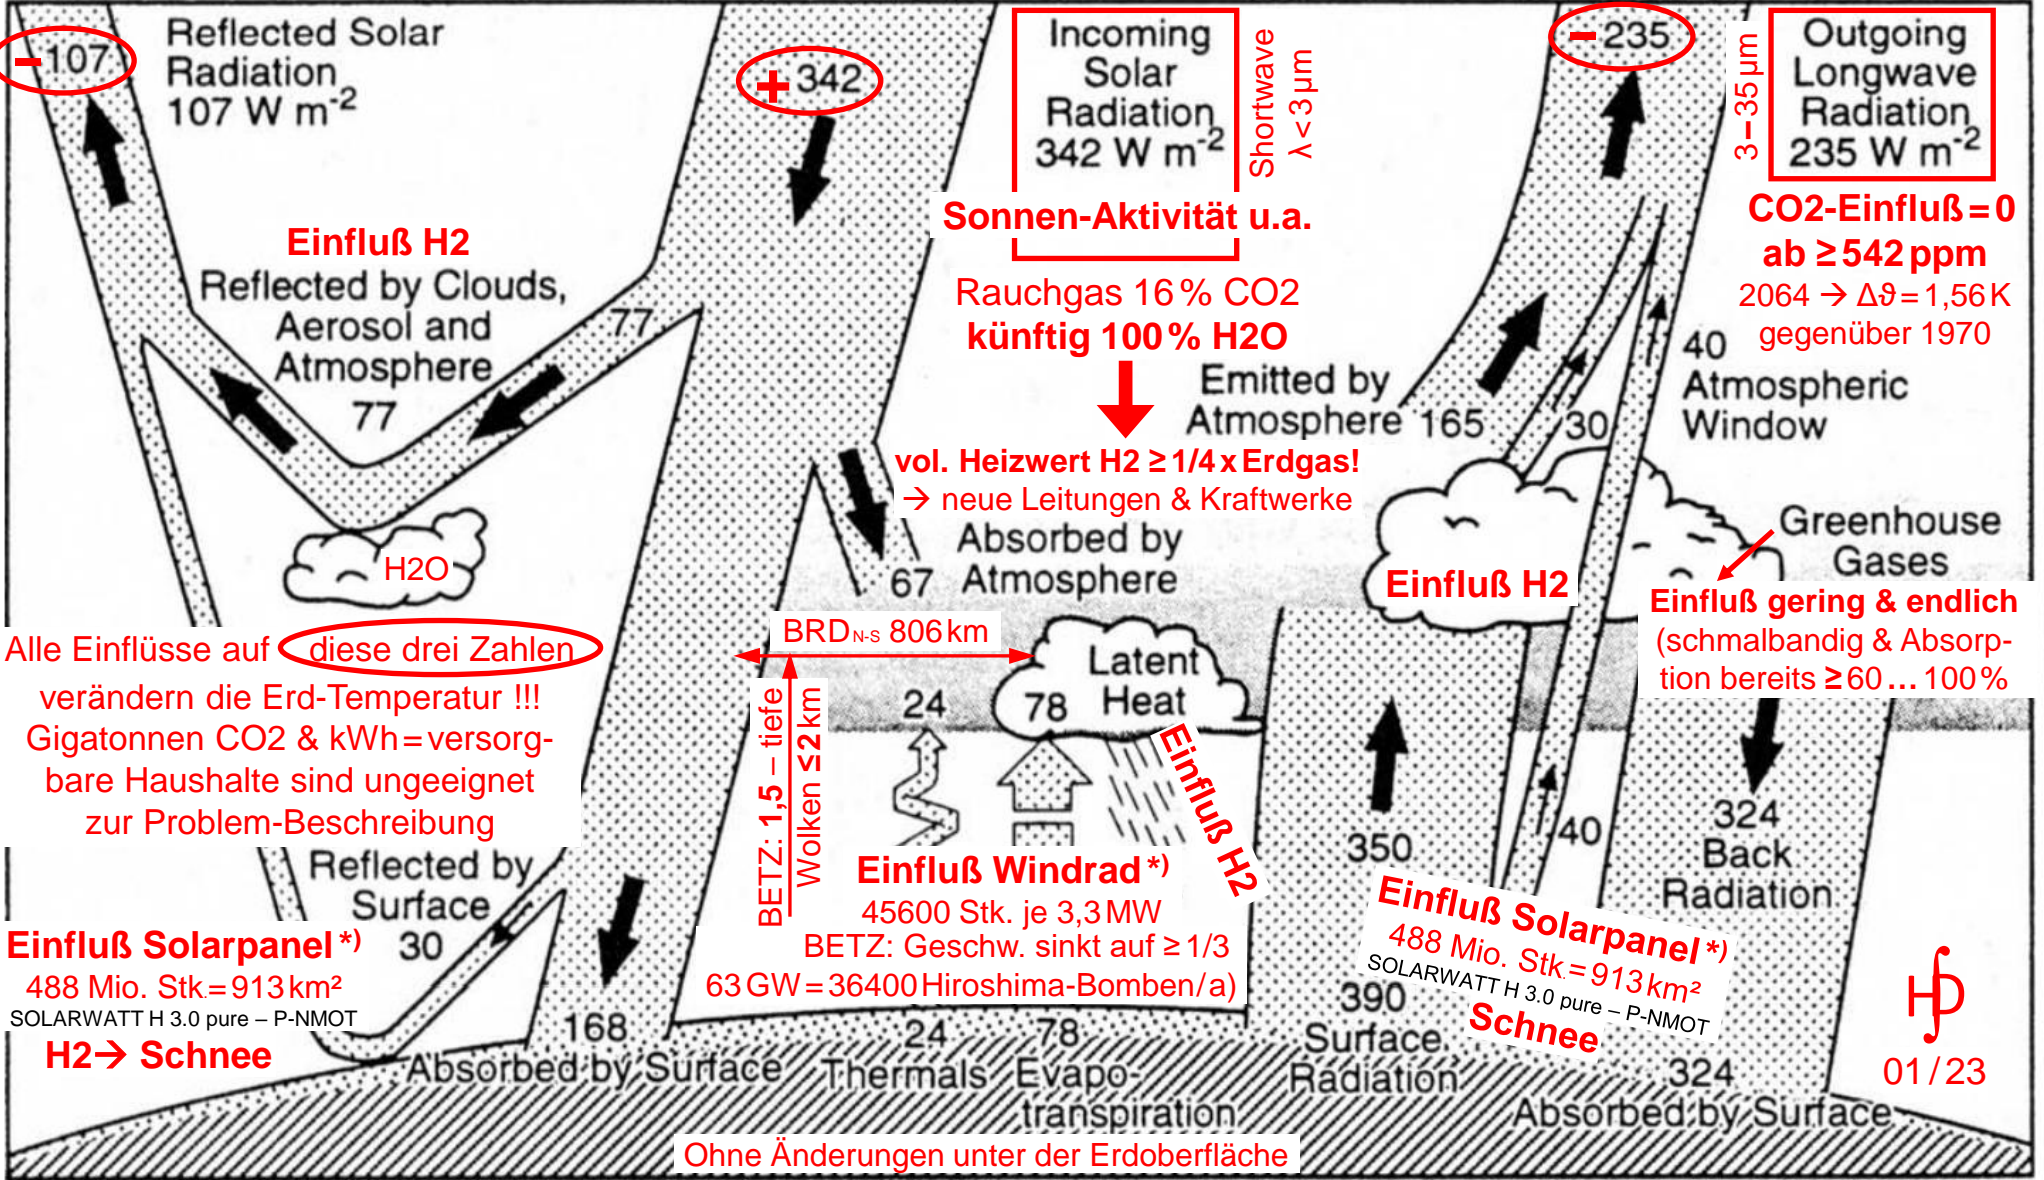 −107
Reflected Solar
Radiation
107 W m-2
+ 342
Incoming
Solar
Radiation
342 W m-2
Shortwave
λ < 3 µm
Sonnen-Aktivität u.a.
−235
3 – 35 µm
Outgoing
Longwave
Radiation
235 W m-2
CO2-Einfluß = 0
ab ≥ 542 ppm
2064 → Δϑ = 1,56 K
gegenüber 1970
Einfluß H2
Reflected by Clouds,
Aerosol and
Atmosphere
77
77
Rauchgas 16 % CO2
künftig 100 % H2O
vol. Heizwert H2 ≥ 1/4 x Erdgas!
→ neue Leitungen & Kraftwerke
Emitted by
Atmosphere 165
30
40
Atmospheric
Window
H2O
Absorbed by
67 Atmosphere
Einfluß H2
Greenhouse
Gases
Einfluß gering & endlich
(schmalbandig & Absorp-
tion bereits ≥ 60 ... 100 %
Alle Einflüsse auf diese drei Zahlen
verändern die Erd-Temperatur !!!
Gigatonnen CO2 & kWh = versorg-
bare Haushalte sind ungeeignet
zur Problem-Beschreibung
BRD N-S 806 km
BETZ: 1,5 – tiefe
Wolken ≤ 2 km
24
78
Latent
Heat
Einfluß H2
Einfluß Windrad *)
45600 Stk. je 3,3 MW
BETZ: Geschw. sinkt auf ≥ 1/3
63 GW = 36400 Hiroshima-Bomben/a)
350
40
324
Back
Radiation
Reflected by
Surface
30
Einfluß Solarpanel *)
488 Mio. Stk. = 913 km²
SOLARWATT H 3.0 pure – P-NMOT
H2 → Schnee
Einfluß Solarpanel *)
488 Mio. Stk. = 913 km²
SOLARWATT H 3.0 pure – P-NMOT
Schnee
168
Absorbed by Surface
24
Thermals
78
Evapo-
transpiration
390
Surface
Radiation
324
Absorbed by Surface
HD
01/23
Ohne Änderungen unter der Erdoberfläche